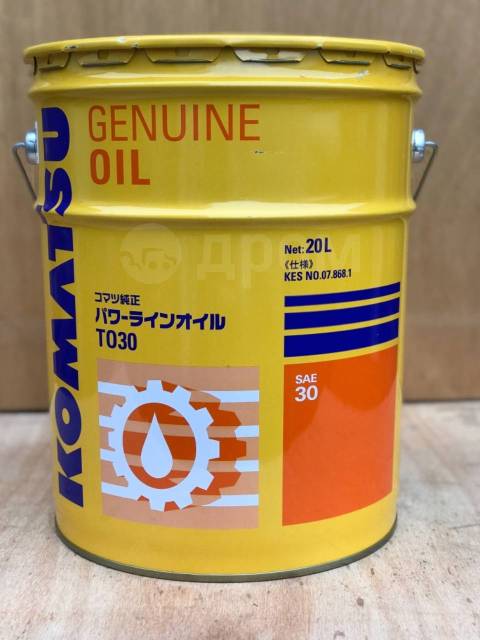 KOMATSU
GENUINE
OIL
ДРОМ
Net: 20L
《仕様》
KES NO.07.868.1
コマツ純正
パワーラインオイル
TO30
SAE
30